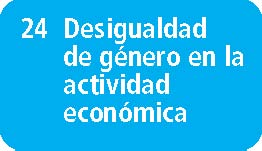 24 Desigualdad
de género en la
actividad
económica